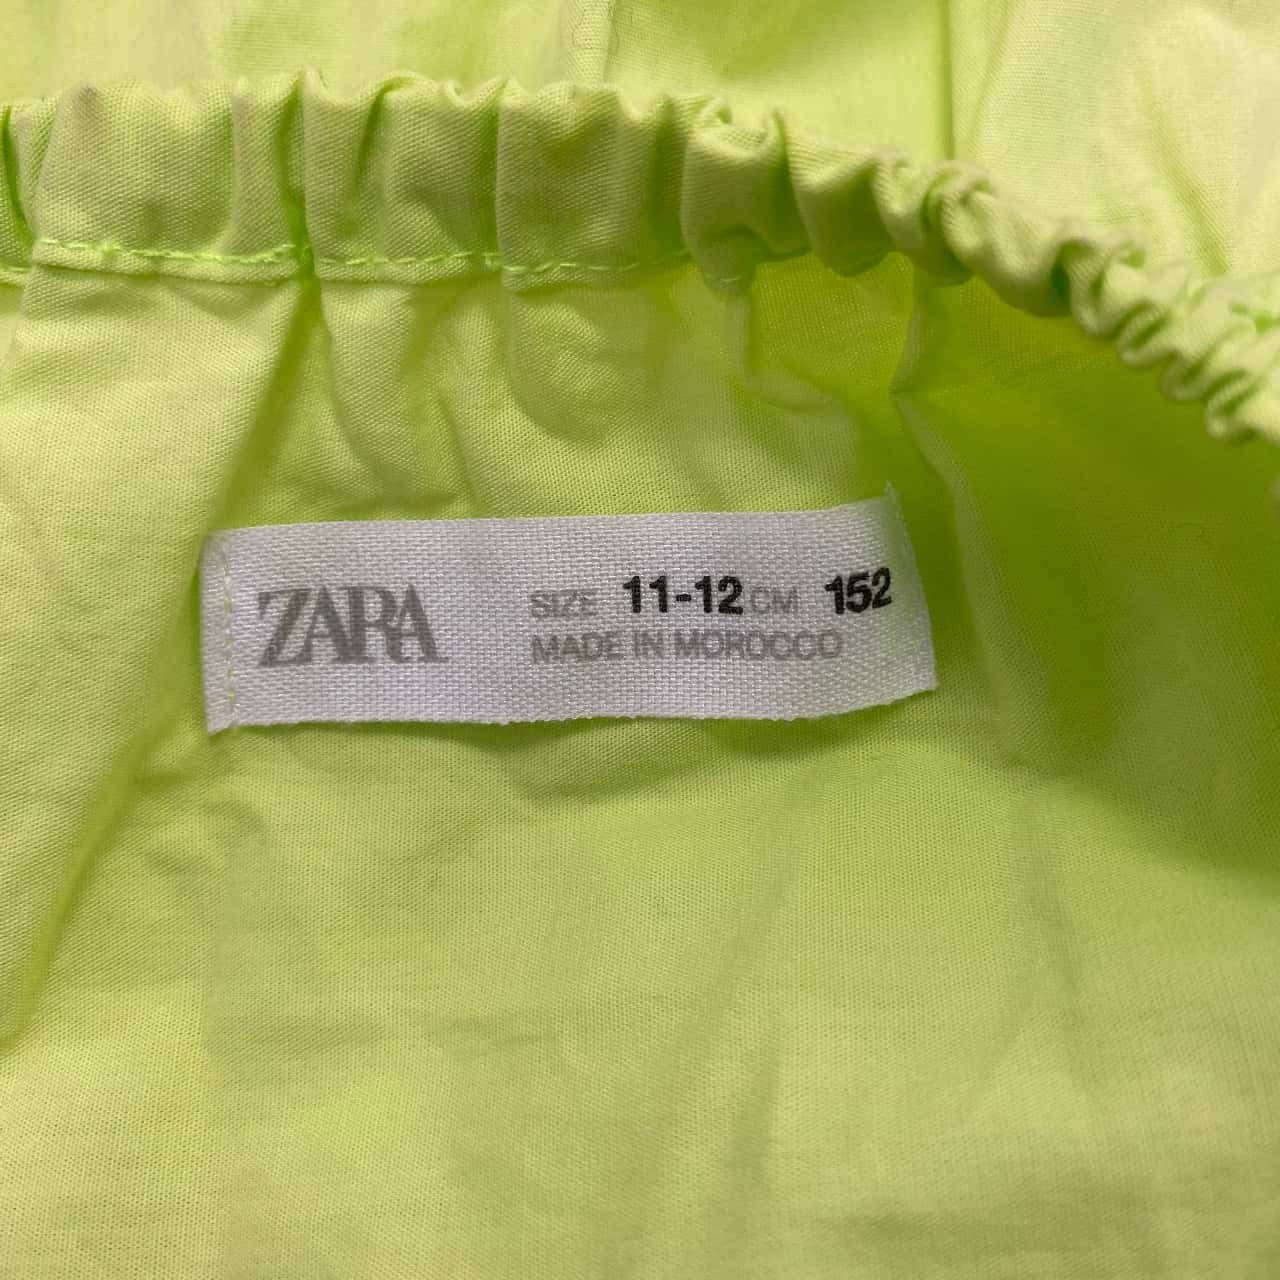 ZARA
SIZE 11-12 CM 152
MADE IN MOROCCO